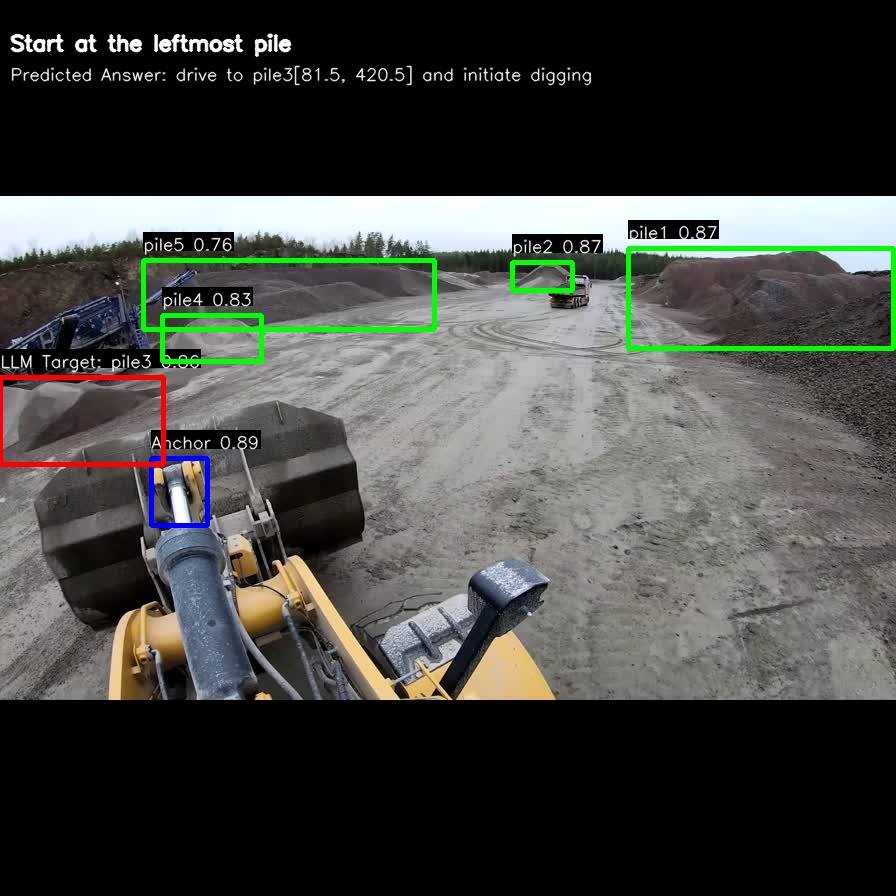 Start at the leftmost pile
Predicted Answer: drive to pile3[81.5, 420.5] and initiate digging
pile1 0.87
pile5 0.76
pile2 0.87
pile4 0.83
LLM Target: pile3 0.86
Anchor 0.89